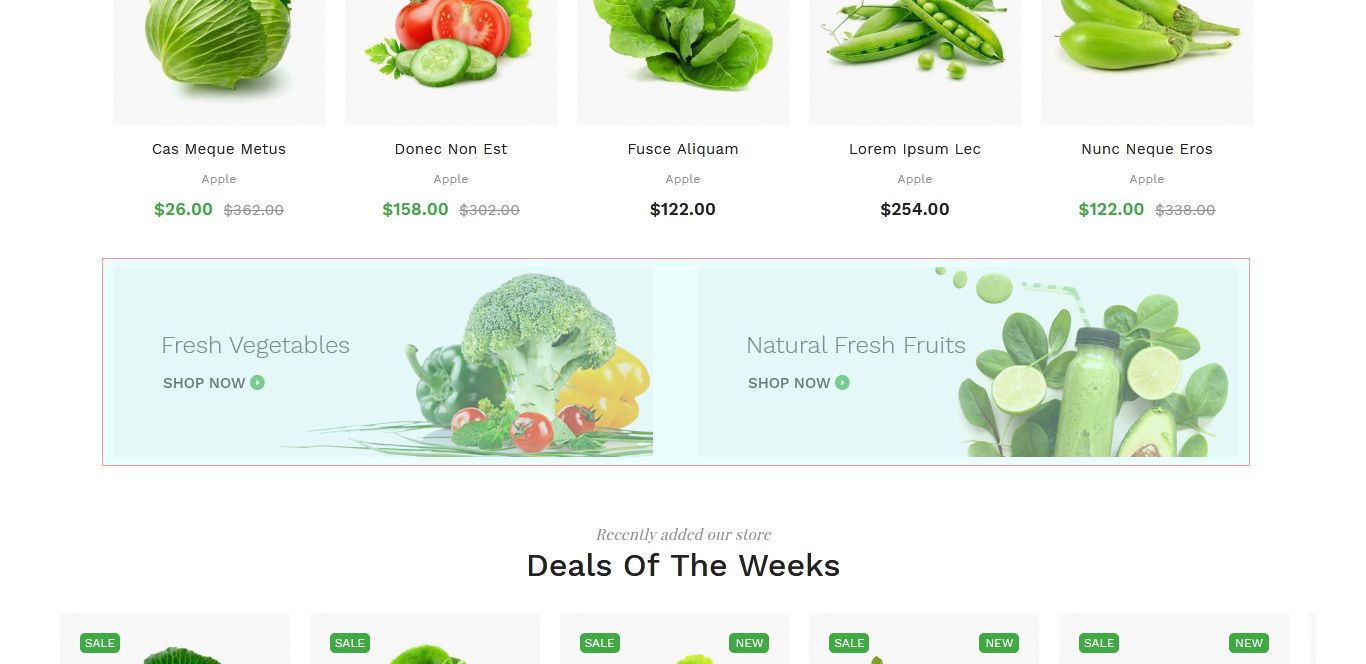 Cas Meque Metus
Donec Non Est
Fusce Aliquam
Lorem Ipsum Lec
Nunc Neque Eros
Apple
Apple
Apple
Apple
Apple
$26.00 $362.00
$158.00 $302.00
$122.00
$254.00
$122.00 $338.00
Fresh Vegetables
SHOP NOW
Natural Fresh Fruits
SHOP NOW
Recently added our store
Deals Of The Weeks
SALE
SALE
SALE
NEW
SALE
NEW
SALE
NEW